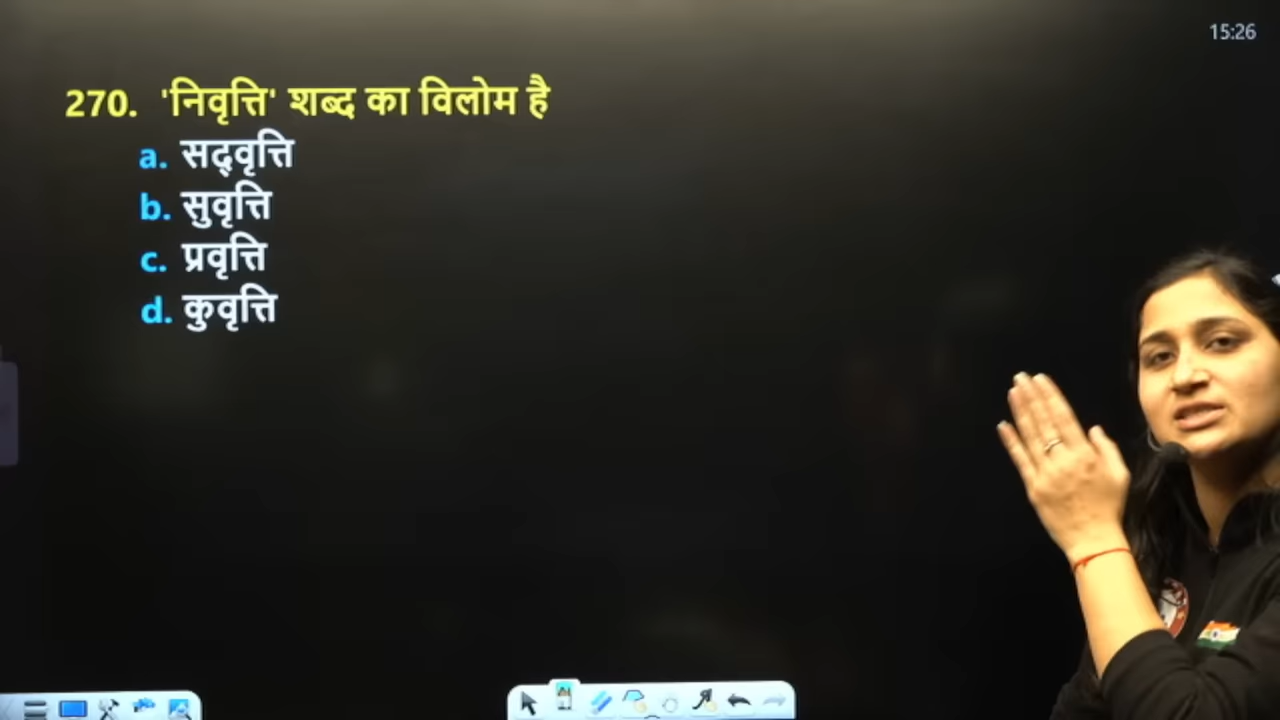 15:26
270. 'निवृत्ति' शब्द का विलोम है
a. सद्‌वृत्ति
b. सुवृत्ति
c. प्रवृत्ति
d. कुवृत्ति